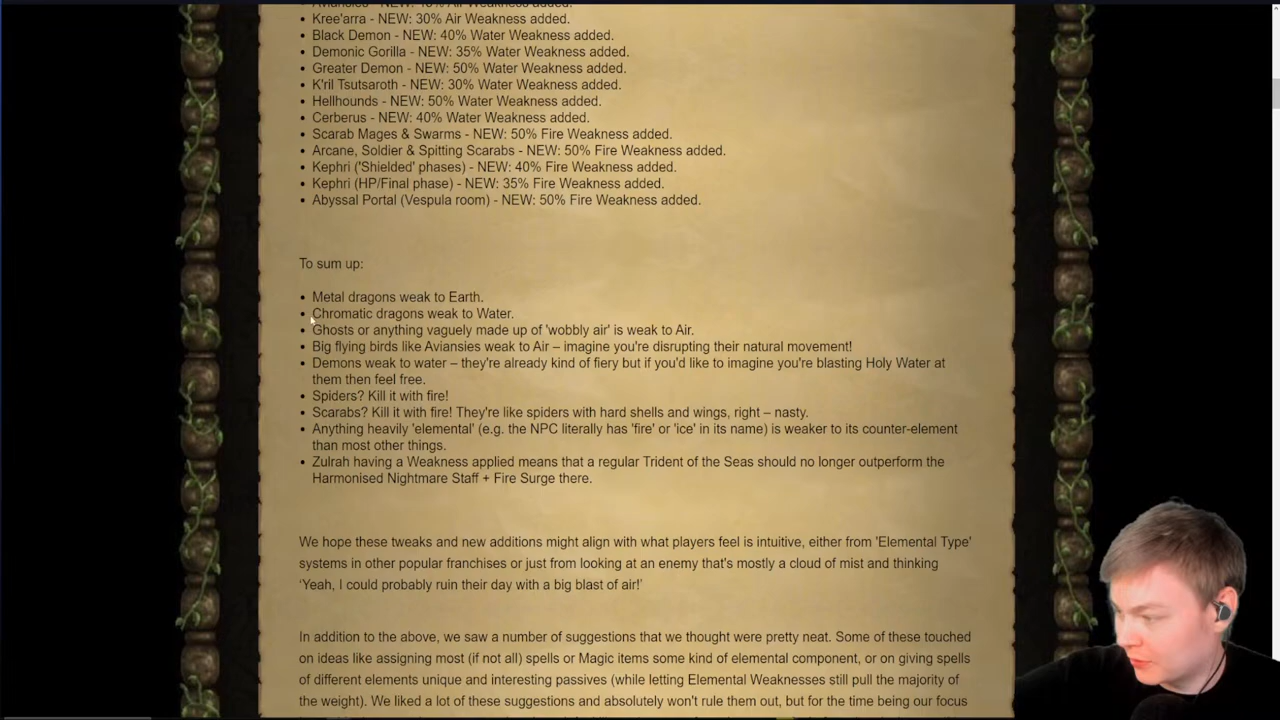 Kree'arra - NEW: 30% Air Weakness added.
Black Demon - NEW: 40% Water Weakness added.
Demonic Gorilla - NEW: 35% Water Weakness added.
Greater Demon - NEW: 50% Water Weakness added.
K'ril Tsutsaroth - NEW: 30% Water Weakness added.
Hellhounds - NEW: 50% Water Weakness added.
Cerberus - NEW: 40% Water Weakness added.
Scarab Mages & Swarms - NEW: 50% Fire Weakness added.
Arcane, Soldier & Spitting Scarabs - NEW: 50% Fire Weakness added.
Kephri ('Shielded' phases) - NEW: 40% Fire Weakness added.
Kephri (HP/Final phase) - NEW: 35% Fire Weakness added.
Abyssal Portal (Vespula room) - NEW: 50% Fire Weakness added.
To sum up:
Metal dragons weak to Earth.
Chromatic dragons weak to Water.
Ghosts or anything vaguely made up of 'wobbly air' is weak to Air.
Big flying birds like Aviansies weak to Air – imagine you're disrupting their natural movement!
Demons weak to water – they're already kind of fiery but if you'd like to imagine you're blasting Holy Water at
them then feel free.
Spiders? Kill it with fire!
Scarabs? Kill it with fire! They're like spiders with hard shells and wings, right – nasty.
Anything heavily 'elemental' (e.g. the NPC literally has 'fire' or 'ice' in its name) is weaker to its counter-element
than most other things.
Zulrah having a Weakness applied means that a regular Trident of the Seas should no longer outperform the
Harmonised Nightmare Staff + Fire Surge there.
We hope these tweaks and new additions might align with what players feel is intuitive, either from 'Elemental Type'
systems in other popular franchises or just from looking at an enemy that's mostly a cloud of mist and thinking
'Yeah, I could probably ruin their day with a big blast of air!'
In addition to the above, we saw a number of suggestions that we thought were pretty neat. Some of these touched
on ideas like assigning most (if not all) spells or Magic items some kind of elemental component, or on giving spells
of different elements unique and interesting passives (while letting Elemental Weaknesses still pull the majority of
the weight). We liked a lot of these suggestions and absolutely won't rule them out, but for the time being our focus